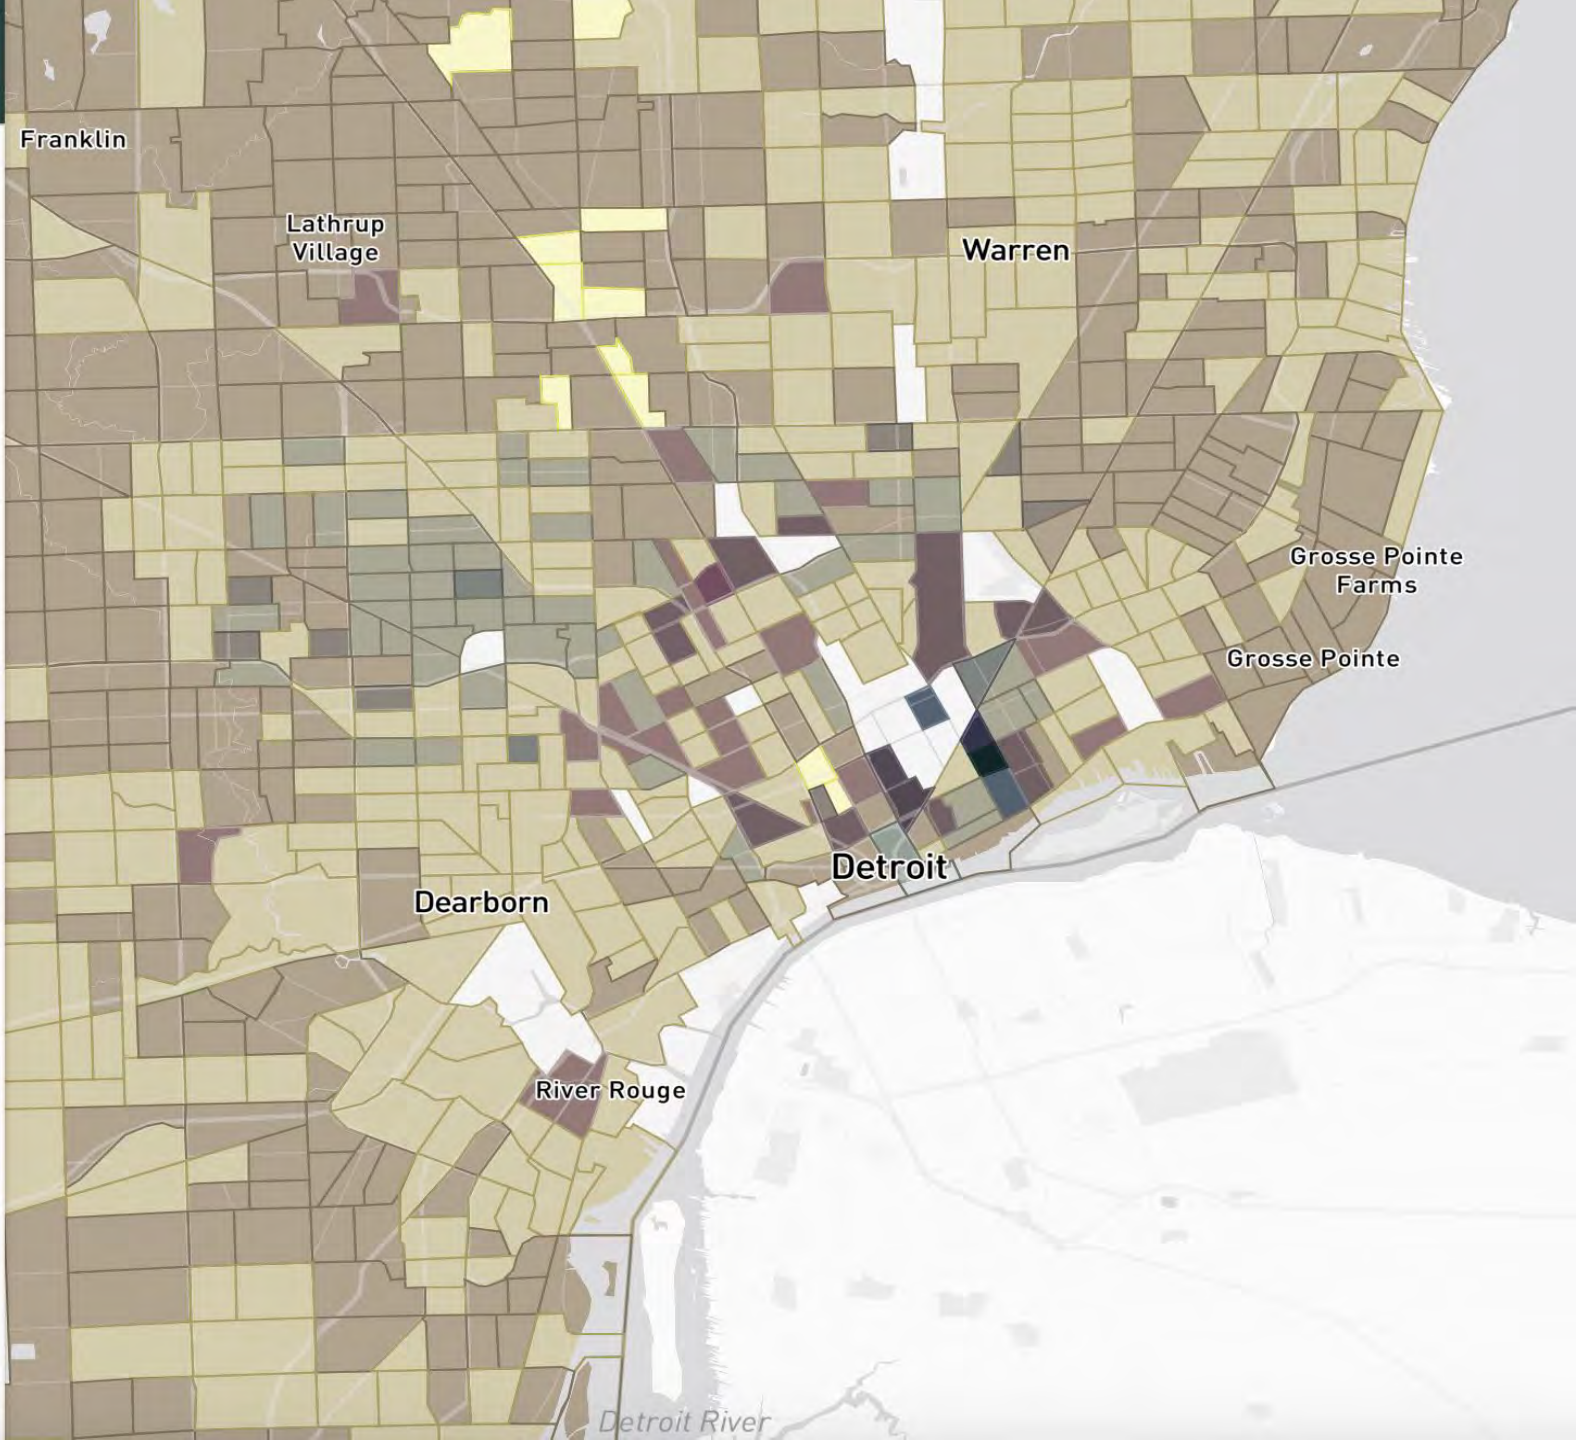 Franklin
Lathrup
Village
Warren
Grosse Pointe
Farms
Grosse Pointe
Detroit
Dearborn
River Rouge
Detroit River